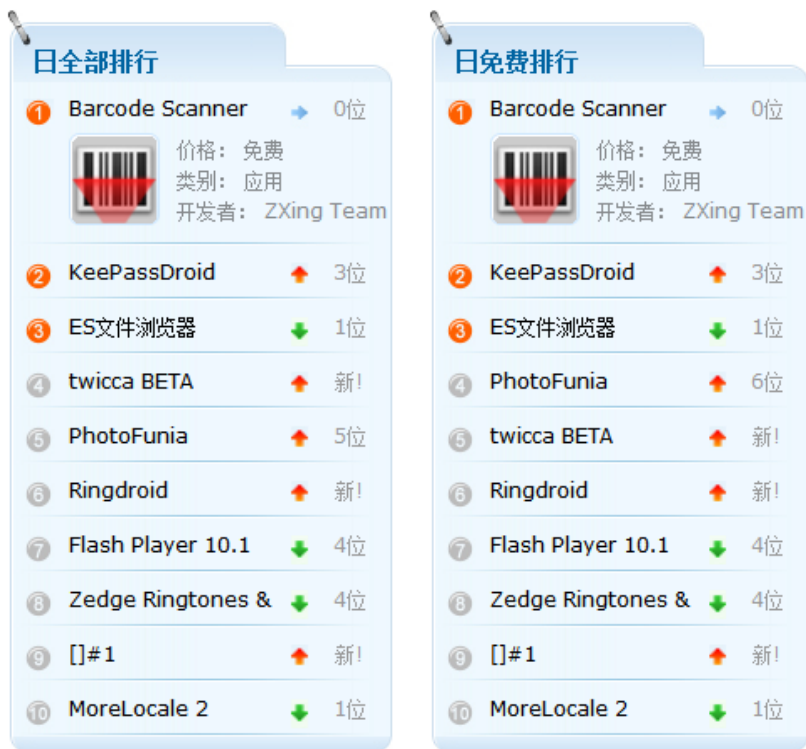 日全部排行
1 Barcode Scanner 0位
价格: 免费
类别: 应用
开发者: ZXing Team
2 KeePassDroid 3位
3 ES文件浏览器 1位
4 twicca BETA 新!
5 PhotoFunia 5位
6 Ringdroid 新!
7 Flash Player 10.1 4位
8 Zedge Ringtones & 4位
9 []#1 新!
10 MoreLocale 2 1位
日免费排行
1 Barcode Scanner 0位
价格: 免费
类别: 应用
开发者: ZXing Team
2 KeePassDroid 3位
3 ES文件浏览器 1位
4 PhotoFunia 6位
5 twicca BETA 新!
6 Ringdroid 新!
7 Flash Player 10.1 4位
8 Zedge Ringtones & 4位
9 []#1 新!
10 MoreLocale 2 1位